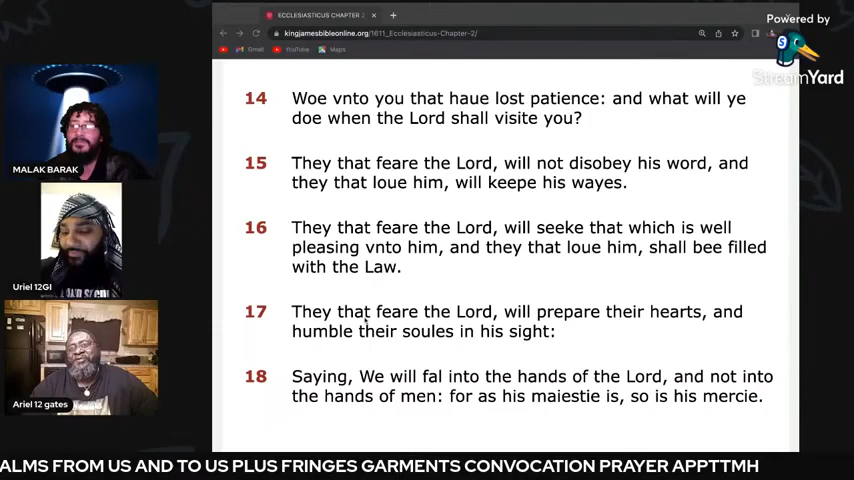 ECCLESIASTICUS CHAPTER 2
kingjamesbibleonline.org/1611_Ecclesiasticus-Chapter-2/
Gmail
YouTube
Maps
Powered by
StreamYard
14 Woe vnto you that haue lost patience: and what will ye
doe when the Lord shall visite you?
15 They that feare the Lord, will not disobey his word, and
they that loue him, will keepe his wayes.
16 They that feare the Lord, will seeke that which is well
pleasing vnto him, and they that loue him, shall bee filled
with the Law.
17 They that feare the Lord, will prepare their hearts, and
humble their soules in his sight:
18 Saying, We will fal into the hands of the Lord, and not into
the hands of men: for as his maiestie is, so is his mercie.
MALAK BARAK
Uriel 12GI
Ariel 12 gates
ALMS FROM US AND TO US PLUS FRINGES GARMENTS CONVOCATION PRAYER APPTTMH